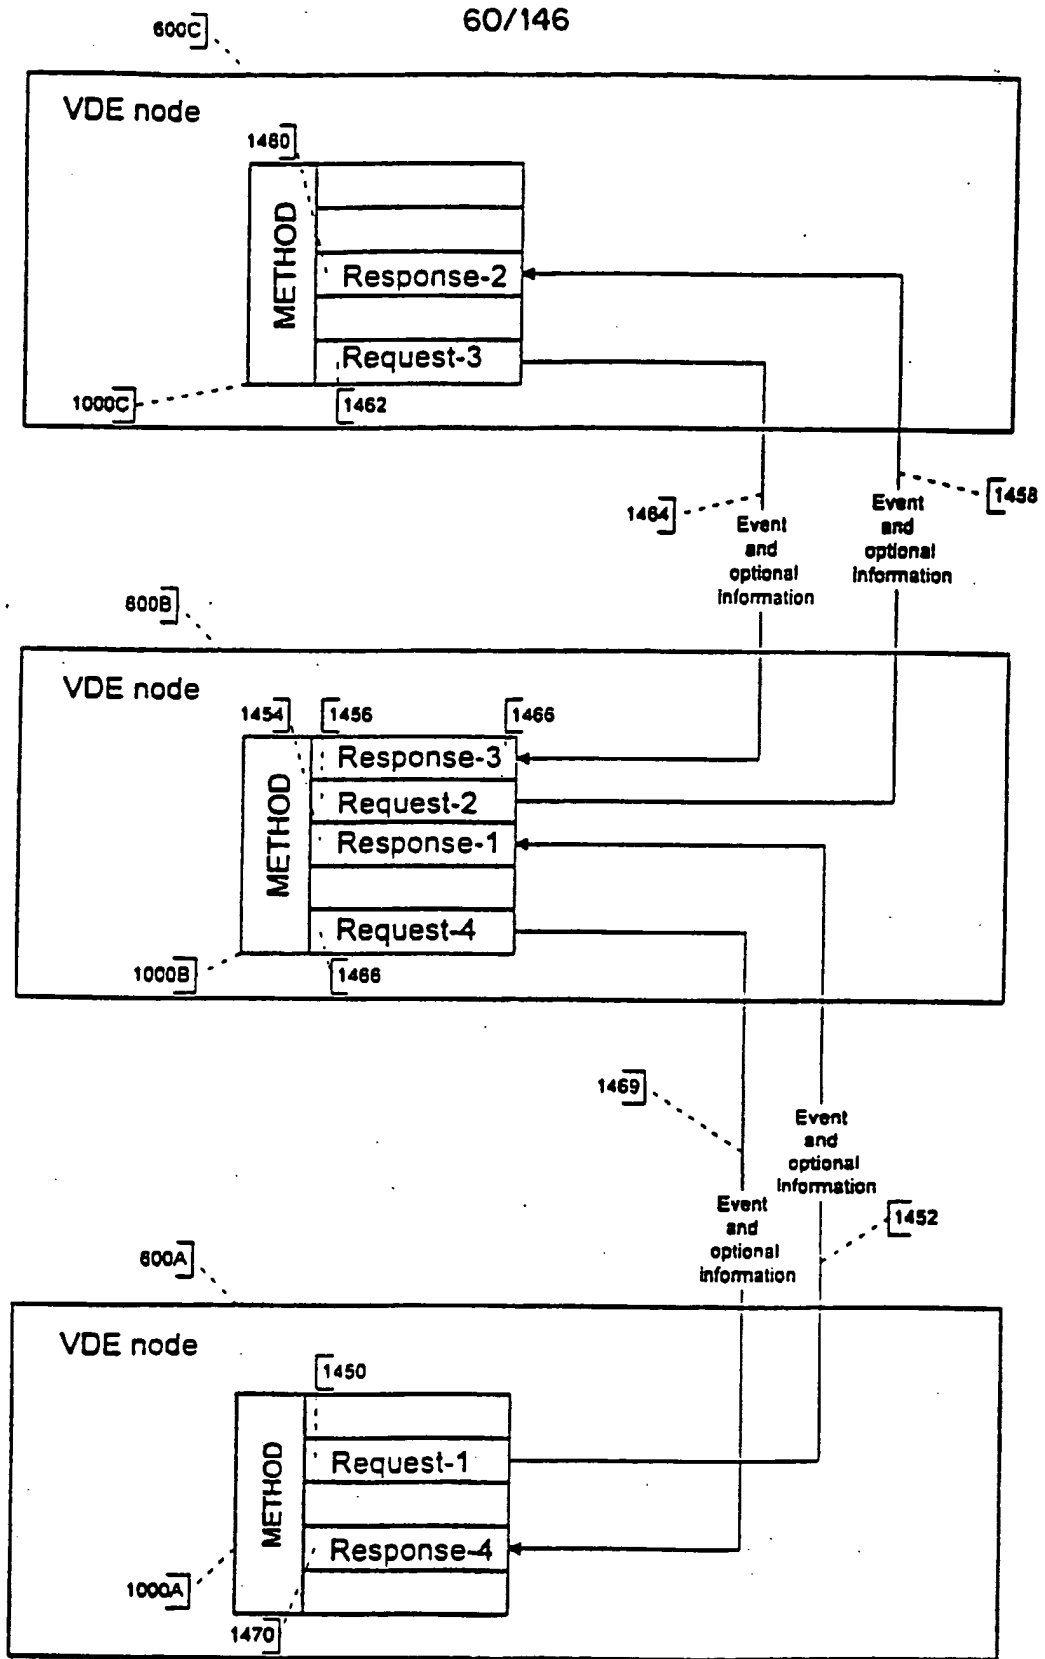 60/146
600C
VDE node
1460
METHOD
Response-2
Request-3
1000C
1462
1464
1458
Event
and
optional
information
Event
and
optional
information
600B
VDE node
1454
1456
1466
METHOD
Response-3
Request-2
Response-1
Request-4
1000B
1466
1469
Event
and
optional
information
Event
and
optional
information
1452
600A
VDE node
1450
METHOD
Request-1
Response-4
1000A
1470